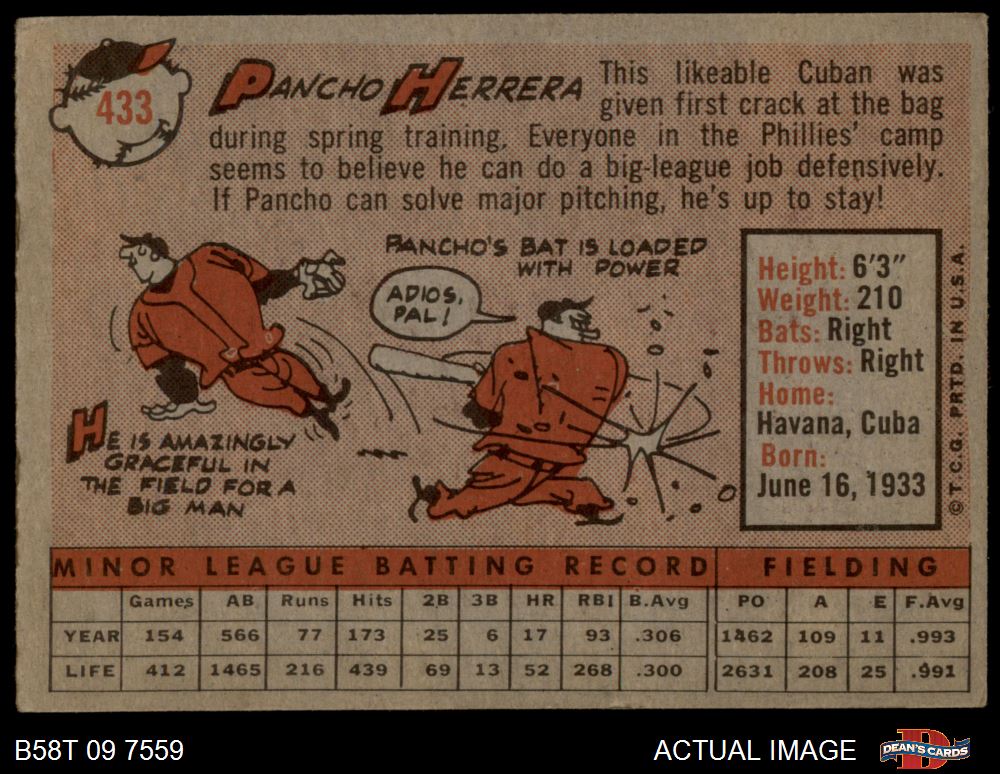 433
PANCHO HERRERA
This likeable Cuban was
given first crack at the bag
during spring training. Everyone in the Phillies' camp
seems to believe he can do a big-league job defensively.
If Pancho can solve major pitching, he's up to stay!
PANCHO'S BAT IS LOADED
WITH POWER
ADIOS,
PAL!
HE IS AMAZINGLY
GRACEFUL IN
THE FIELD FOR A
BIG MAN
Height: 6'3"
Weight: 210
Bats: Right
Throws: Right
Home:
Havana, Cuba
Born:
June 16, 1933
© T.C.G. PRTD. IN U.S.A.
MINOR LEAGUE BATTING RECORD FIELDING
Games AB Runs Hits 2B 3B HR RBI B.Avg PO A E F.Avg
YEAR 154 566 77 173 25 6 17 93 .306 1462 109 11 .993
LIFE 412 1465 216 439 69 13 52 268 .300 2631 208 25 .991
B58T 09 7559
ACTUAL IMAGE
DEAN'S CARDS